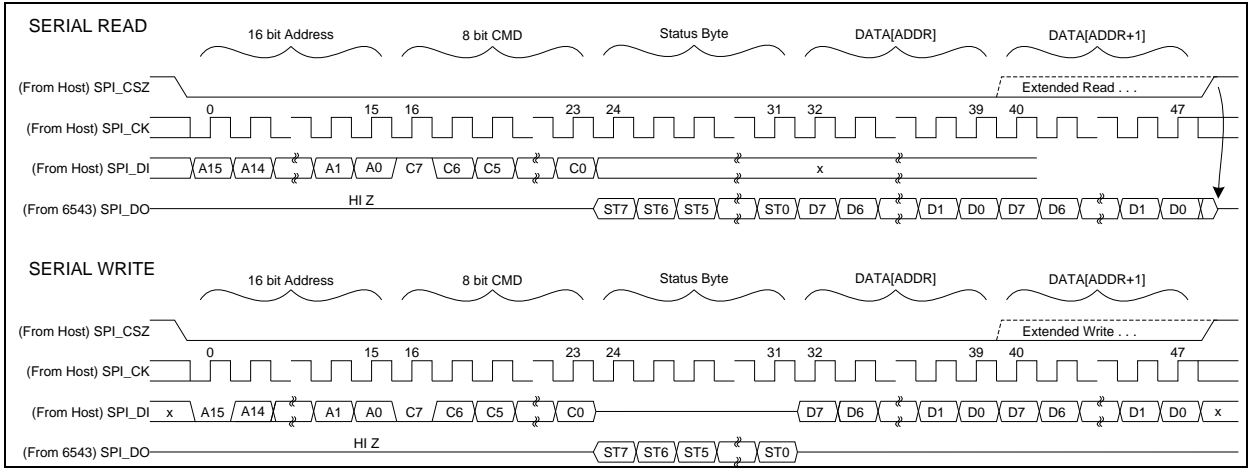 SERIAL READ
16 bit Address 8 bit CMD Status Byte DATA[ADDR] DATA[ADDR+1]
(From Host) SPI_CSZ Extended Read . . .
0 15 16 23 24 31 32 39 40 47
(From Host) SPI_CK
(From Host) SPI_DI A15 A14 A1 A0 C7 C6 C5 C0 x
(From 6543) SPI_DO HI Z ST7 ST6 ST5 ST0 D7 D6 D1 D0 D7 D6 D1 D0
SERIAL WRITE
16 bit Address 8 bit CMD Status Byte DATA[ADDR] DATA[ADDR+1]
(From Host) SPI_CSZ Extended Write . . .
0 15 16 23 24 31 32 39 40 47
(From Host) SPI_CK
(From Host) SPI_DI x A15 A14 A1 A0 C7 C6 C5 C0 D7 D6 D1 D0 D7 D6 D1 D0 x
(From 6543) SPI_DO HI Z ST7 ST6 ST5 ST0